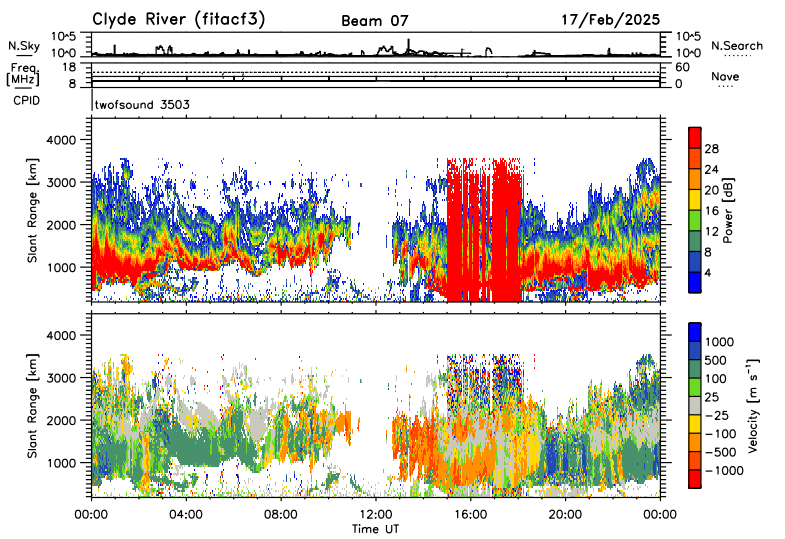 Clyde River (fitacf3) Beam 07 17/Feb/2025
N.Sky 10^5 10^0 10^5 10^0 N.Search
Freq. [MHz] 18 8 60 0 Nave
CPID twofsound 3503
Slant Range [km] 4000 3000 2000 1000
28 24 20 16 12 8 4 Power [dB]
Slant Range [km] 4000 3000 2000 1000
1000 500 100 25 −25 −100 −500 −1000 Velocity [m s⁻¹]
00:00 04:00 08:00 12:00 16:00 20:00 00:00
Time UT